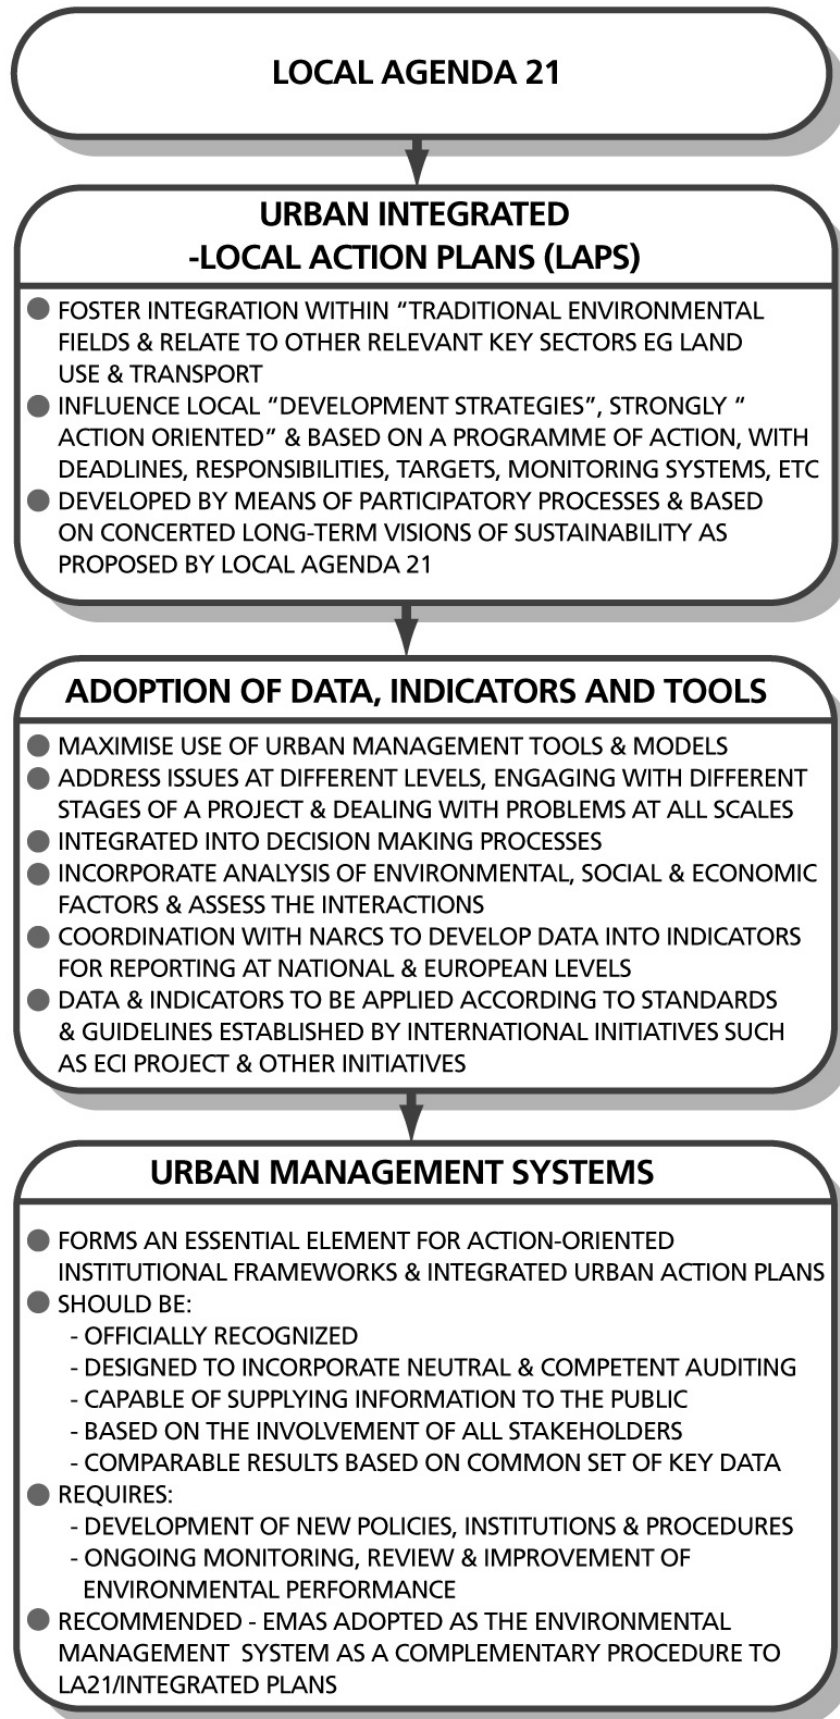 LOCAL AGENDA 21
URBAN INTEGRATED
-LOCAL ACTION PLANS (LAPS)
FOSTER INTEGRATION WITHIN “TRADITIONAL ENVIRONMENTAL
FIELDS & RELATE TO OTHER RELEVANT KEY SECTORS EG LAND
USE & TRANSPORT
INFLUENCE LOCAL “DEVELOPMENT STRATEGIES”, STRONGLY “
ACTION ORIENTED” & BASED ON A PROGRAMME OF ACTION, WITH
DEADLINES, RESPONSIBILITIES, TARGETS, MONITORING SYSTEMS, ETC
DEVELOPED BY MEANS OF PARTICIPATORY PROCESSES & BASED
ON CONCERTED LONG-TERM VISIONS OF SUSTAINABILITY AS
PROPOSED BY LOCAL AGENDA 21
ADOPTION OF DATA, INDICATORS AND TOOLS
MAXIMISE USE OF URBAN MANAGEMENT TOOLS & MODELS
ADDRESS ISSUES AT DIFFERENT LEVELS, ENGAGING WITH DIFFERENT
STAGES OF A PROJECT & DEALING WITH PROBLEMS AT ALL SCALES
INTEGRATED INTO DECISION MAKING PROCESSES
INCORPORATE ANALYSIS OF ENVIRONMENTAL, SOCIAL & ECONOMIC
FACTORS & ASSESS THE INTERACTIONS
COORDINATION WITH NARCS TO DEVELOP DATA INTO INDICATORS
FOR REPORTING AT NATIONAL & EUROPEAN LEVELS
DATA & INDICATORS TO BE APPLIED ACCORDING TO STANDARDS
& GUIDELINES ESTABLISHED BY INTERNATIONAL INITIATIVES SUCH
AS ECI PROJECT & OTHER INITIATIVES
URBAN MANAGEMENT SYSTEMS
FORMS AN ESSENTIAL ELEMENT FOR ACTION-ORIENTED
INSTITUTIONAL FRAMEWORKS & INTEGRATED URBAN ACTION PLANS
SHOULD BE:
- OFFICIALLY RECOGNIZED
- DESIGNED TO INCORPORATE NEUTRAL & COMPETENT AUDITING
- CAPABLE OF SUPPLYING INFORMATION TO THE PUBLIC
- BASED ON THE INVOLVEMENT OF ALL STAKEHOLDERS
- COMPARABLE RESULTS BASED ON COMMON SET OF KEY DATA
REQUIRES:
- DEVELOPMENT OF NEW POLICIES, INSTITUTIONS & PROCEDURES
- ONGOING MONITORING, REVIEW & IMPROVEMENT OF
ENVIRONMENTAL PERFORMANCE
RECOMMENDED - EMAS ADOPTED AS THE ENVIRONMENTAL
MANAGEMENT SYSTEM AS A COMPLEMENTARY PROCEDURE TO
LA21/INTEGRATED PLANS